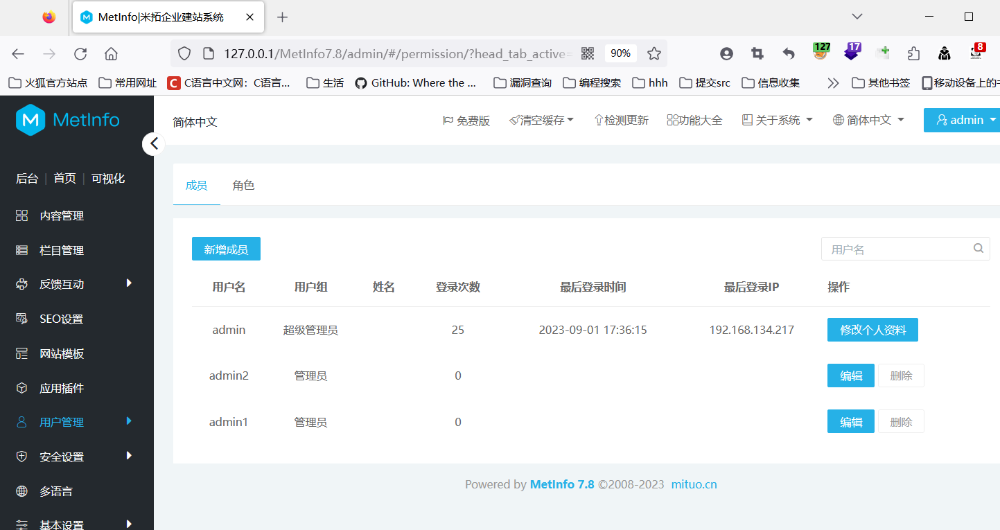 MetInfo|米拓企业建站系统
127.0.0.1/MetInfo7.8/admin/#/permission/?head_tab_active= 90% 127 17 8
火狐官方站点 常用网址 C C语言中文网：C语言... 生活 GitHub: Where the ... 漏洞查询 编程搜索 hhh 提交src 信息收集 其他书签 移动设备上的书
MetInfo
简体中文 免费版 清空缓存 检测更新 功能大全 关于系统 简体中文 admin
后台 | 首页 | 可视化
成员 角色
内容管理
栏目管理
反馈互动
SEO设置
网站模板
应用插件
用户管理
安全设置
多语言
基本设置
新增成员 用户名
用户名 用户组 姓名 登录次数 最后登录时间 最后登录IP 操作
admin 超级管理员 25 2023-09-01 17:36:15 192.168.134.217 修改个人资料
admin2 管理员 0 编辑 删除
admin1 管理员 0 编辑 删除
Powered by MetInfo 7.8 ©2008-2023 mituo.cn